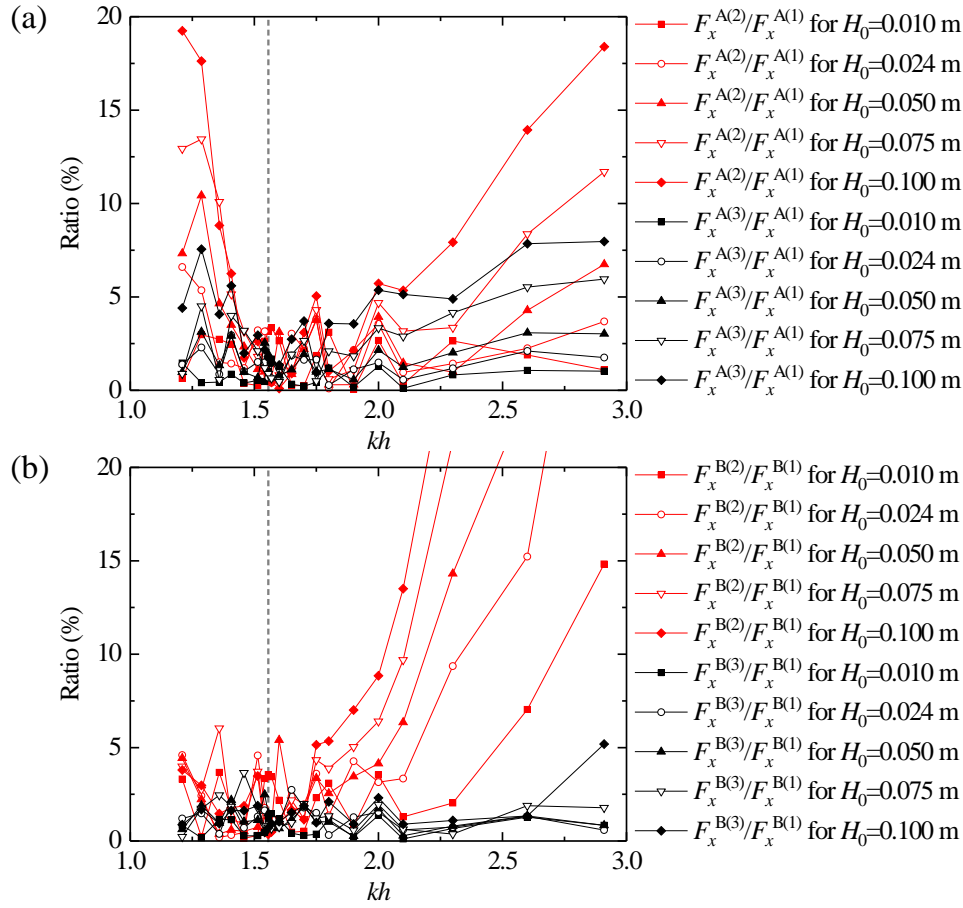 (a)
20
15
10
5
0
Ratio (%)
1.0 1.5 2.0 2.5 3.0
kh
F_x^A(2)/F_x^A(1) for H_0=0.010 m
F_x^A(2)/F_x^A(1) for H_0=0.024 m
F_x^A(2)/F_x^A(1) for H_0=0.050 m
F_x^A(2)/F_x^A(1) for H_0=0.075 m
F_x^A(2)/F_x^A(1) for H_0=0.100 m
F_x^A(3)/F_x^A(1) for H_0=0.010 m
F_x^A(3)/F_x^A(1) for H_0=0.024 m
F_x^A(3)/F_x^A(1) for H_0=0.050 m
F_x^A(3)/F_x^A(1) for H_0=0.075 m
F_x^A(3)/F_x^A(1) for H_0=0.100 m
(b)
20
15
10
5
0
Ratio (%)
1.0 1.5 2.0 2.5 3.0
kh
F_x^B(2)/F_x^B(1) for H_0=0.010 m
F_x^B(2)/F_x^B(1) for H_0=0.024 m
F_x^B(2)/F_x^B(1) for H_0=0.050 m
F_x^B(2)/F_x^B(1) for H_0=0.075 m
F_x^B(2)/F_x^B(1) for H_0=0.100 m
F_x^B(3)/F_x^B(1) for H_0=0.010 m
F_x^B(3)/F_x^B(1) for H_0=0.024 m
F_x^B(3)/F_x^B(1) for H_0=0.050 m
F_x^B(3)/F_x^B(1) for H_0=0.075 m
F_x^B(3)/F_x^B(1) for H_0=0.100 m